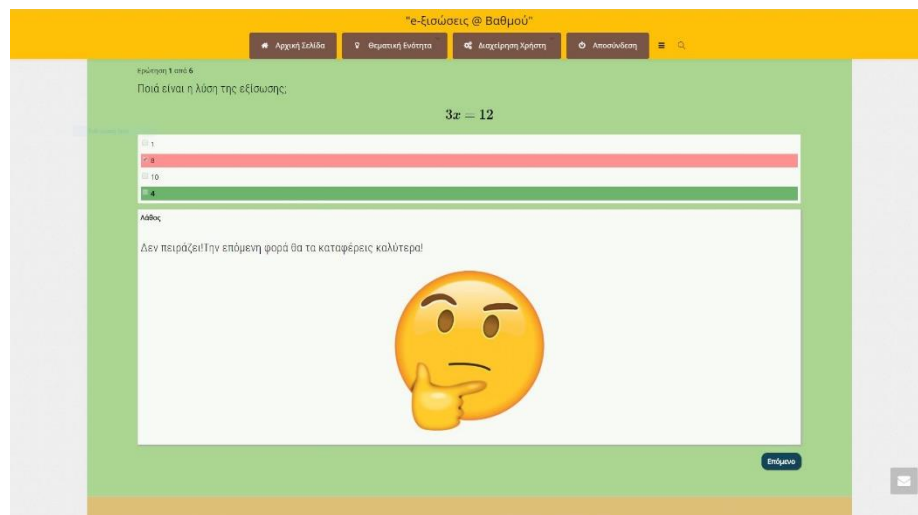 "e-ξισώσεις @ Βαθμού"
Αρχική Σελίδα Θεματική Ενότητα Διαχείρηση Χρήστη Αποσύνδεση
Ερώτηση 1 από 6
Ποιά είναι η λύση της εξίσωσης;
3x = 12
1
8
10
4
Λάθος
Δεν πειράζει!Την επόμενη φορά θα τα καταφέρεις καλύτερα!
Επόμενο